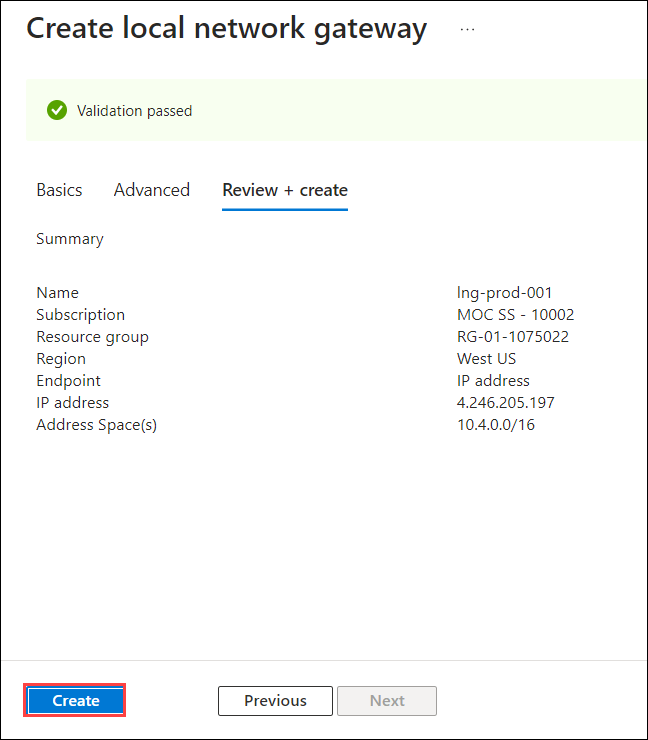 Create local network gateway ...
Validation passed
Basics Advanced Review + create
Summary
Name lng-prod-001
Subscription MOC SS - 10002
Resource group RG-01-1075022
Region West US
Endpoint IP address
IP address 4.246.205.197
Address Space(s) 10.4.0.0/16
Create Previous Next